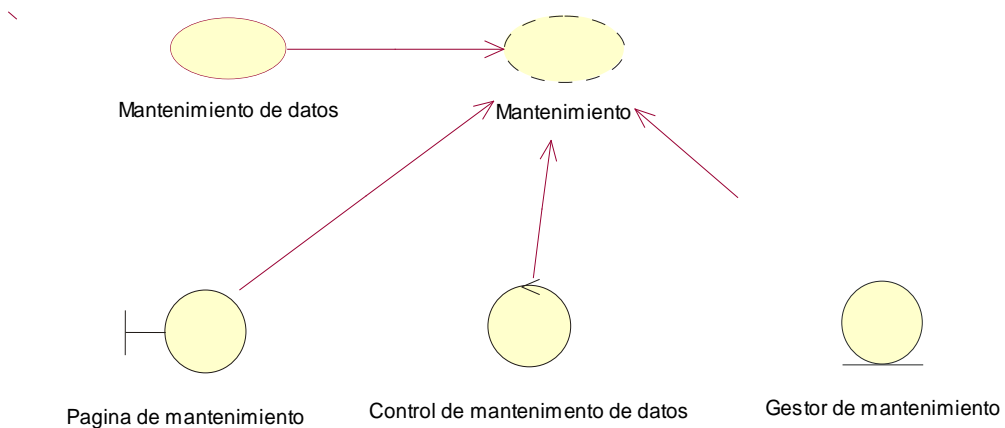 Mantenimiento de datos
Mantenimiento
Pagina de mantenimiento
Control de mantenimento de datos
Gestor de mantenimiento